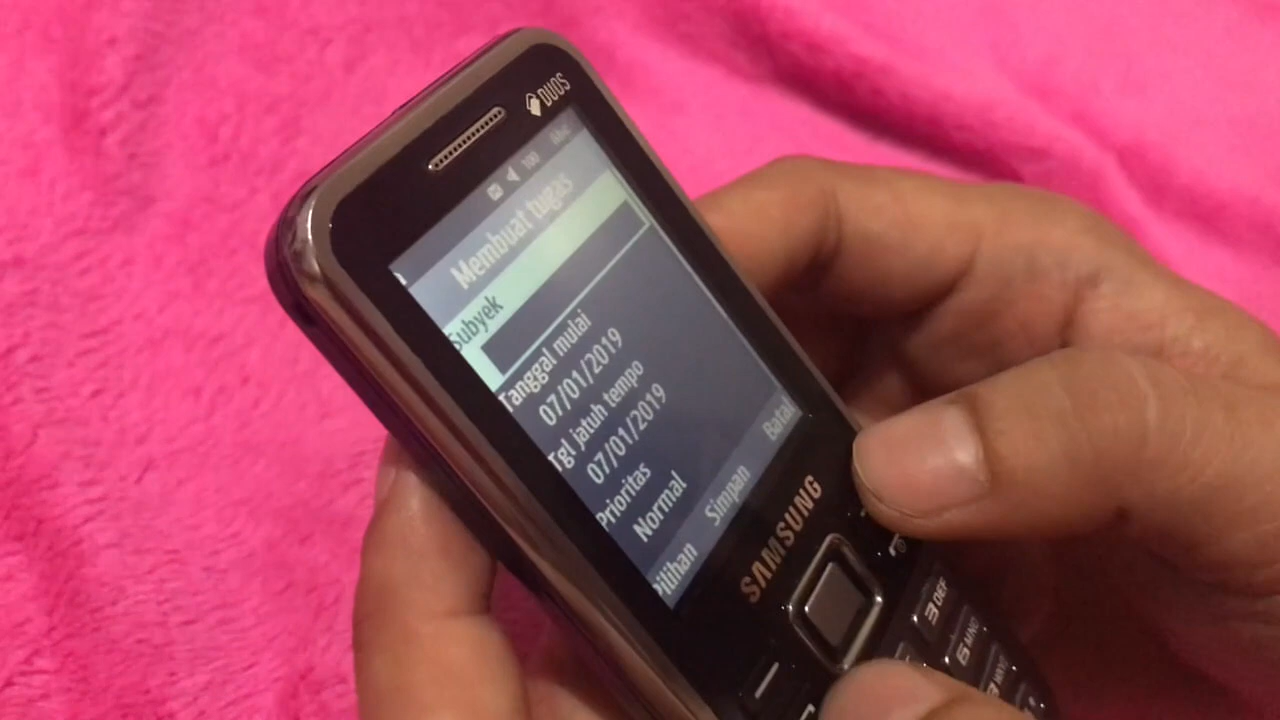 DUOS
Membuat tugas
Subyek
Tanggal mulai
07/01/2019
Tgl jatuh tempo
07/01/2019
Prioritas
Normal
Pilihan Simpan Batal
SAMSUNG
3 DEF
6 MNO